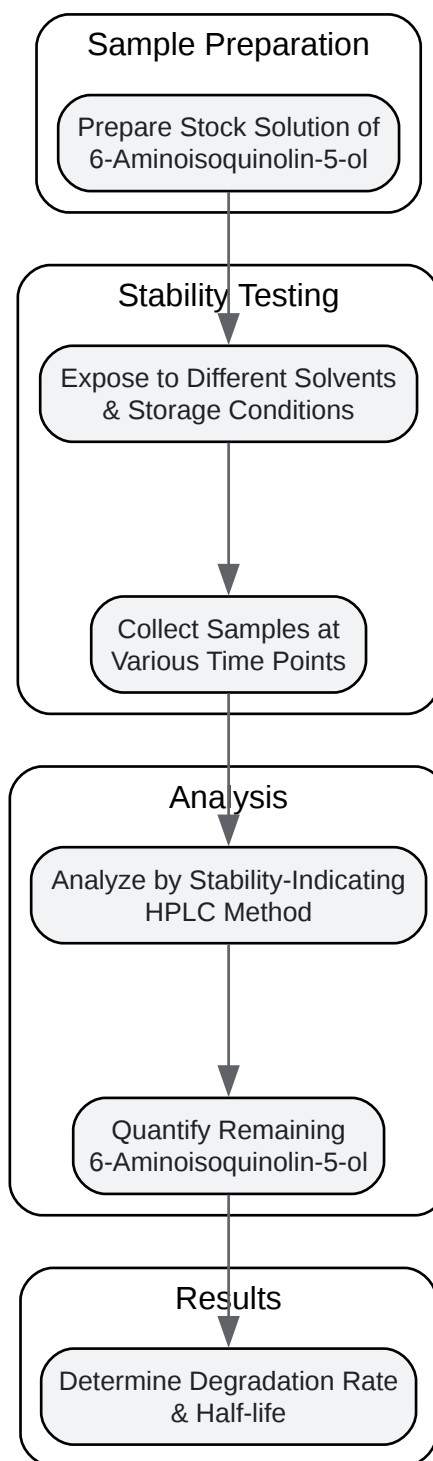 Sample Preparation
Prepare Stock Solution of
6-Aminoisoquinolin-5-ol
Stability Testing
Expose to Different Solvents
& Storage Conditions
Collect Samples at
Various Time Points
Analysis
Analyze by Stability-Indicating
HPLC Method
Quantify Remaining
6-Aminoisoquinolin-5-ol
Results
Determine Degradation Rate
& Half-life